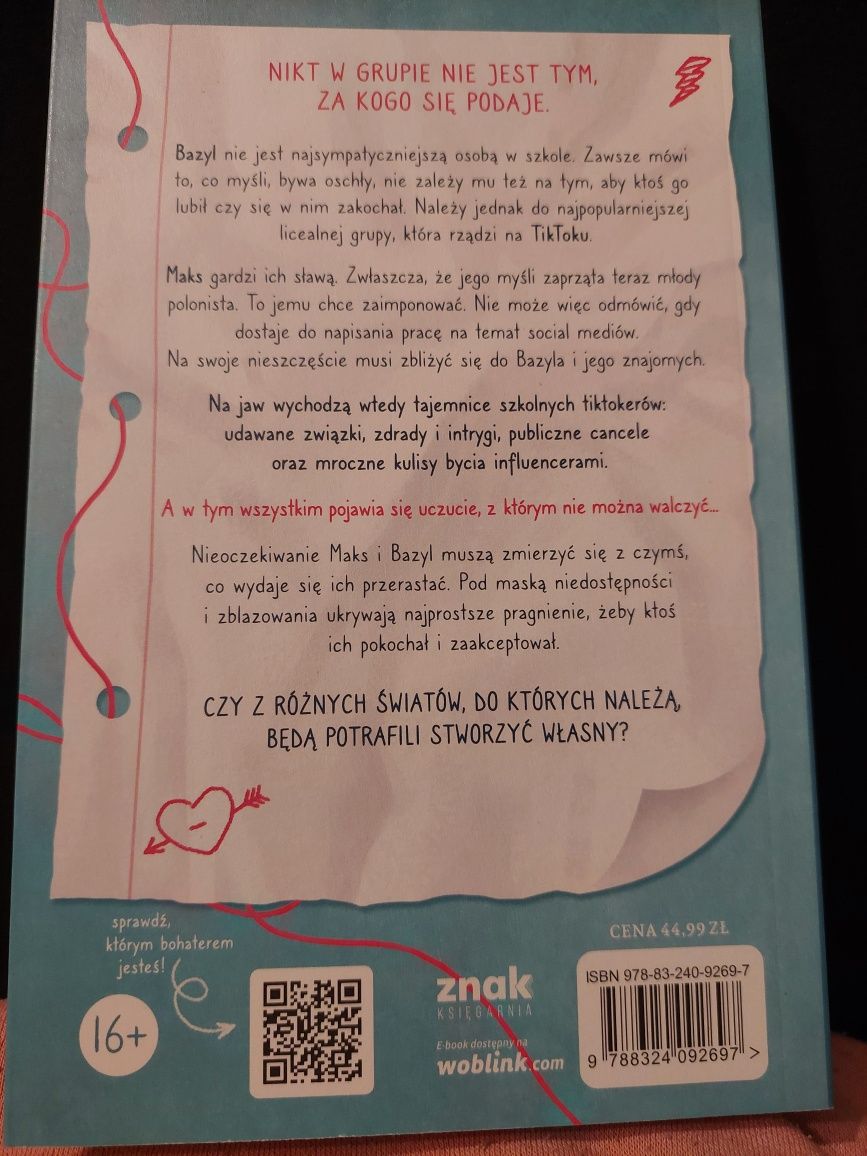 NIKT W GRUPIE NIE JEST TYM,
ZA KOGO SIĘ PODAJE.
Bazyl nie jest najsympatyczniejszą osobą w szkole. Zawsze mówi
to, co myśli, bywa oschły, nie zależy mu też na tym, aby ktoś go
lubił czy się w nim zakochał. Należy jednak do najpopularniejszej
licealnej grupy, która rządzi na TikToku.
Maks gardzi ich sławą. Zwłaszcza, że jego myśli zaprząta teraz młody
polonista. To jemu chce zaimponować. Nie może więc odmówić, gdy
dostaje do napisania pracę na temat social mediów.
Na swoje nieszczęście musi zbliżyć się do Bazyla i jego znajomych.
Na jaw wychodzą wtedy tajemnice szkolnych tiktokerów:
udawane związki, zdrady i intrygi, publiczne cancele
oraz mroczne kulisy bycia influencerami.
A w tym wszystkim pojawia się uczucie, z którym nie można walczyć...
Nieoczekiwanie Maks i Bazyl muszą zmierzyć się z czymś,
co wydaje się ich przerastać. Pod maską niedostępności
i zblazowania ukrywają najprostsze pragnienie, żeby ktoś
ich pokochał i zaakceptował.
CZY Z RÓŻNYCH ŚWIATÓW, DO KTÓRYCH NALEŻĄ,
BĘDĄ POTRAFILI STWORZYĆ WŁASNY?
sprawdź,
którym bohaterem
jesteś!
16+
znak
KSIĘGARNIA
E-book dostępny na
woblink.com
CENA 44,99 ZŁ
ISBN 978-83-240-9269-7
9 788324 092697 >